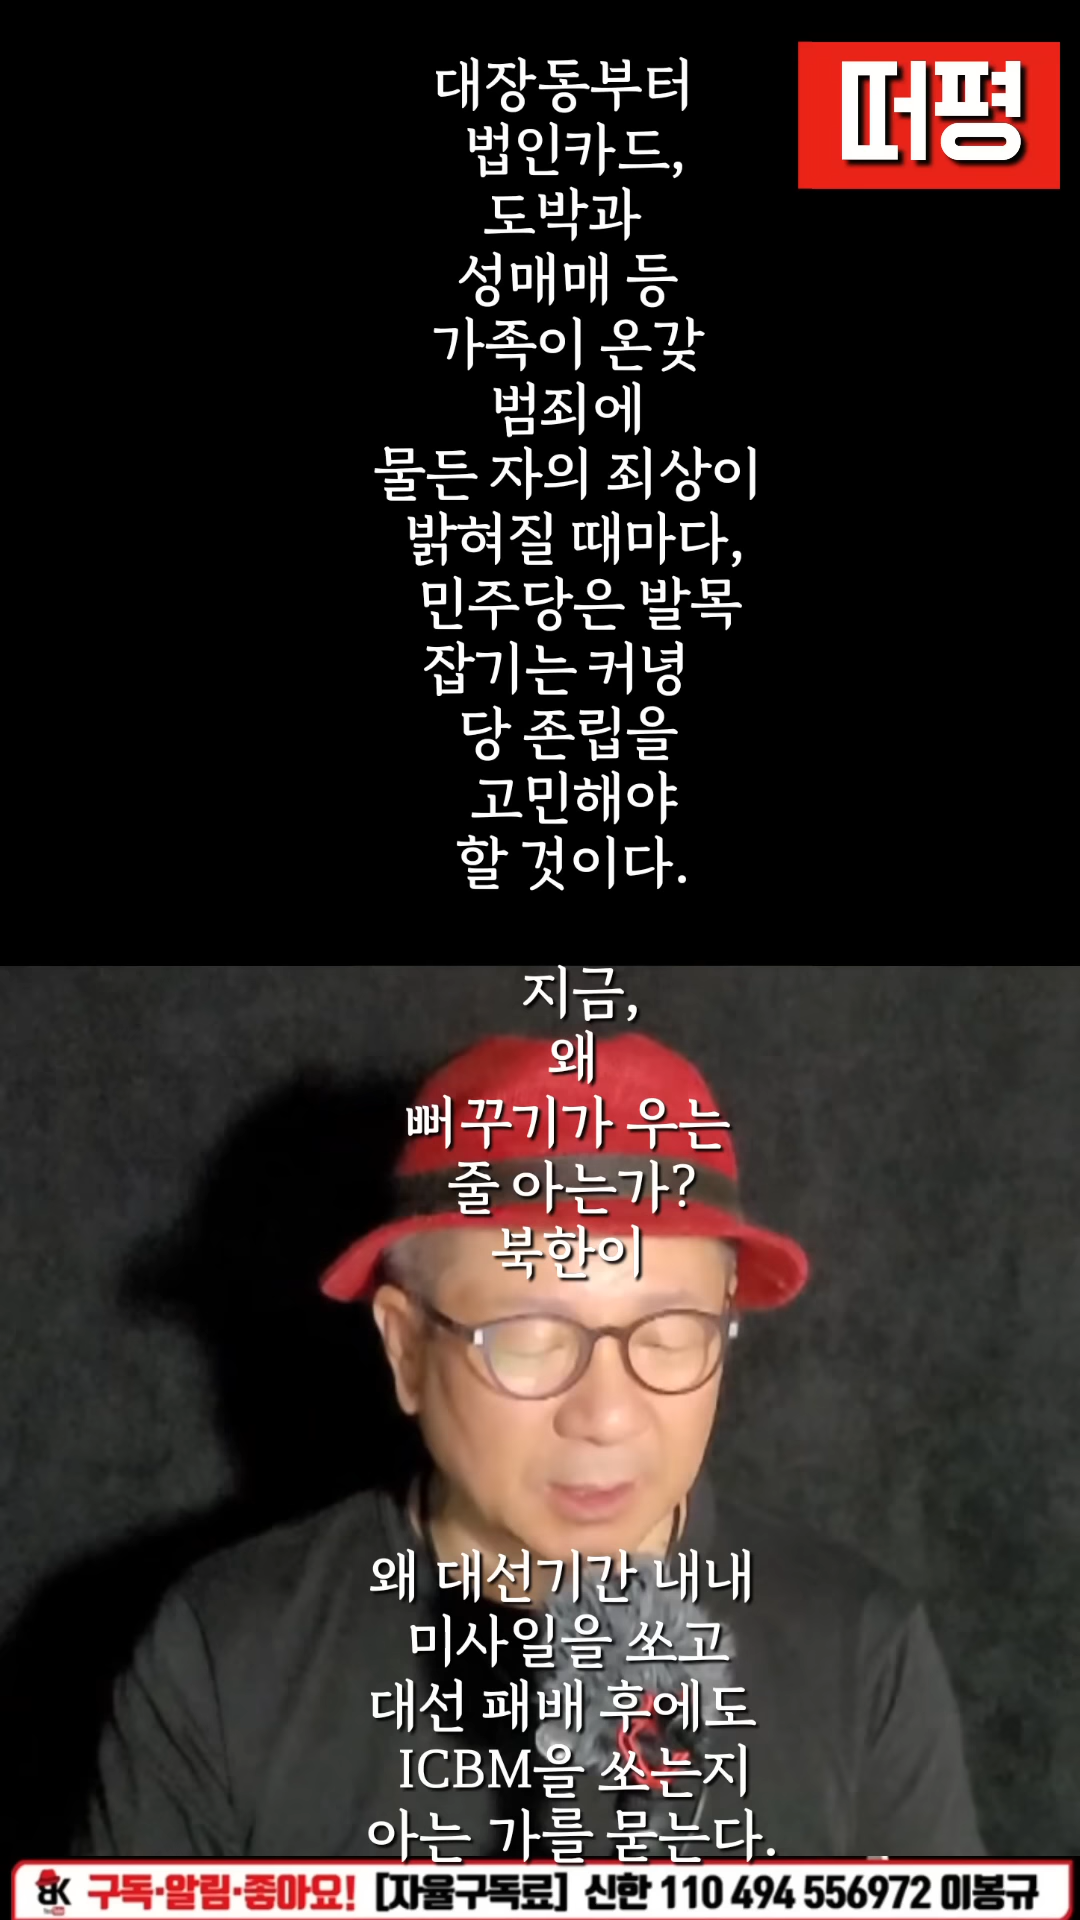 떠평
대장동부터
법인카드,
도박과
성매매 등
가족이 온갖
범죄에
물든 자의 죄상이
밝혀질 때마다,
민주당은 발목
잡기는 커녕
당 존립을
고민해야
할 것이다.
지금,
왜
뻐꾸기가 우는
줄 아는가?
북한이
왜 대선기간 내내
미사일을 쏘고
대선 패배 후에도
ICBM을 쏘는지
아는 가를 묻는다.
BK 구독·알림·좋아요! [자율구독료] 신한 110 494 556972 이봉규